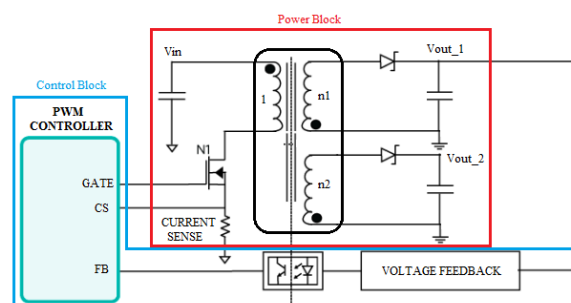 Power Block
Vin
Vout_1
Control Block
1
n1
PWM
CONTROLLER
N1
Vout_2
GATE
n2
CS
CURRENT
SENSE
FB
VOLTAGE FEEDBACK